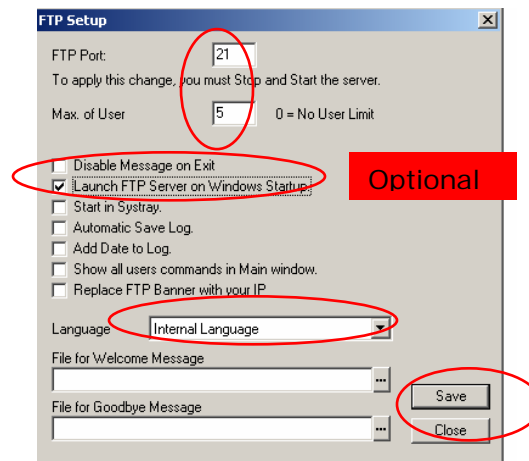 FTP Setup
FTP Port: 21
To apply this change, you must Stop and Start the server.
Max. of User 5 0 = No User Limit
Disable Message on Exit
Launch FTP Server on Windows Startup.
Optional
Start in Systray.
Automatic Save Log.
Add Date to Log.
Show all users commands in Main window.
Replace FTP Banner with your IP
Language Internal Language
File for Welcome Message
...
Save
File for Goodbye Message
...
Close